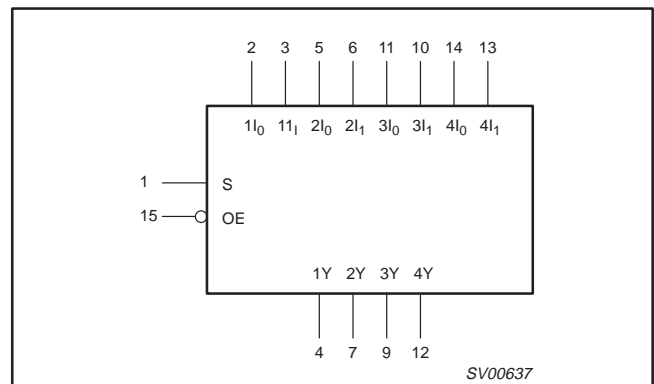 2 3 5 6 11 10 14 13
1I₀ 11ₗ 2I₀ 2I₁ 3I₀ 3I₁ 4I₀ 4I₁
1 S
15 OE
1Y 2Y 3Y 4Y
4 7 9 12
SV00637